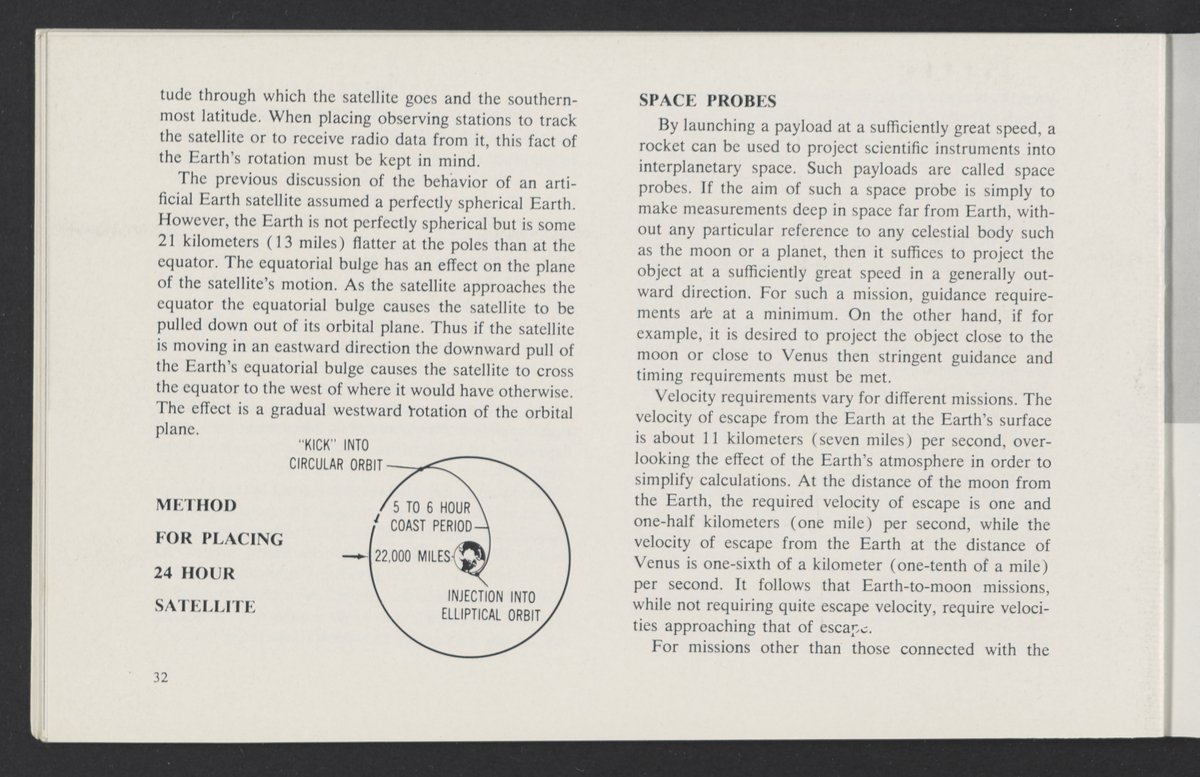 tude through which the satellite goes and the southern-
most latitude. When placing observing stations to track
the satellite or to receive radio data from it, this fact of
the Earth's rotation must be kept in mind.
The previous discussion of the behavior of an arti-
ficial Earth satellite assumed a perfectly spherical Earth.
However, the Earth is not perfectly spherical but is some
21 kilometers (13 miles) flatter at the poles than at the
equator. The equatorial bulge has an effect on the plane
of the satellite's motion. As the satellite approaches the
equator the equatorial bulge causes the satellite to be
pulled down out of its orbital plane. Thus if the satellite
is moving in an eastward direction the downward pull of
the Earth's equatorial bulge causes the satellite to cross
the equator to the west of where it would have otherwise.
The effect is a gradual westward rotation of the orbital
plane.
"KICK" INTO
CIRCULAR ORBIT
5 TO 6 HOUR
COAST PERIOD
22,000 MILES
INJECTION INTO
ELLIPTICAL ORBIT
METHOD
FOR PLACING
24 HOUR
SATELLITE
32
SPACE PROBES
By launching a payload at a sufficiently great speed, a
rocket can be used to project scientific instruments into
interplanetary space. Such payloads are called space
probes. If the aim of such a space probe is simply to
make measurements deep in space far from Earth, with-
out any particular reference to any celestial body such
as the moon or a planet, then it suffices to project the
object at a sufficiently great speed in a generally out-
ward direction. For such a mission, guidance require-
ments are at a minimum. On the other hand, if for
example, it is desired to project the object close to the
moon or close to Venus then stringent guidance and
timing requirements must be met.
Velocity requirements vary for different missions. The
velocity of escape from the Earth at the Earth's surface
is about 11 kilometers (seven miles) per second, over-
looking the effect of the Earth's atmosphere in order to
simplify calculations. At the distance of the moon from
the Earth, the required velocity of escape is one and
one-half kilometers (one mile) per second, while the
velocity of escape from the Earth at the distance of
Venus is one-sixth of a kilometer (one-tenth of a mile)
per second. It follows that Earth-to-moon missions,
while not requiring quite escape velocity, require veloci-
ties approaching that of escape.
For missions other than those connected with the